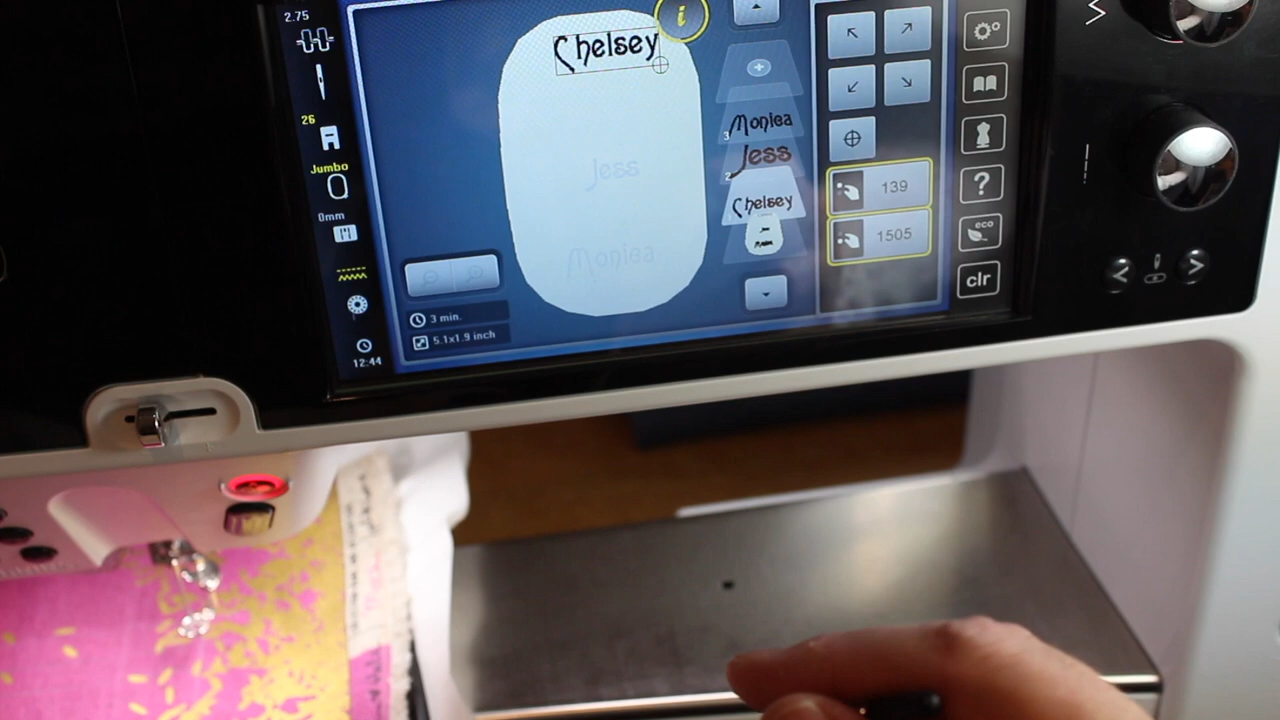 2.75
26
Jumbo
0mm
12:44
Chelsey
i
Jess
Monica
3 min.
5.1x1.9 inch
3
Monica
2
Jess
Chelsey
139
1505
?
eco
clr